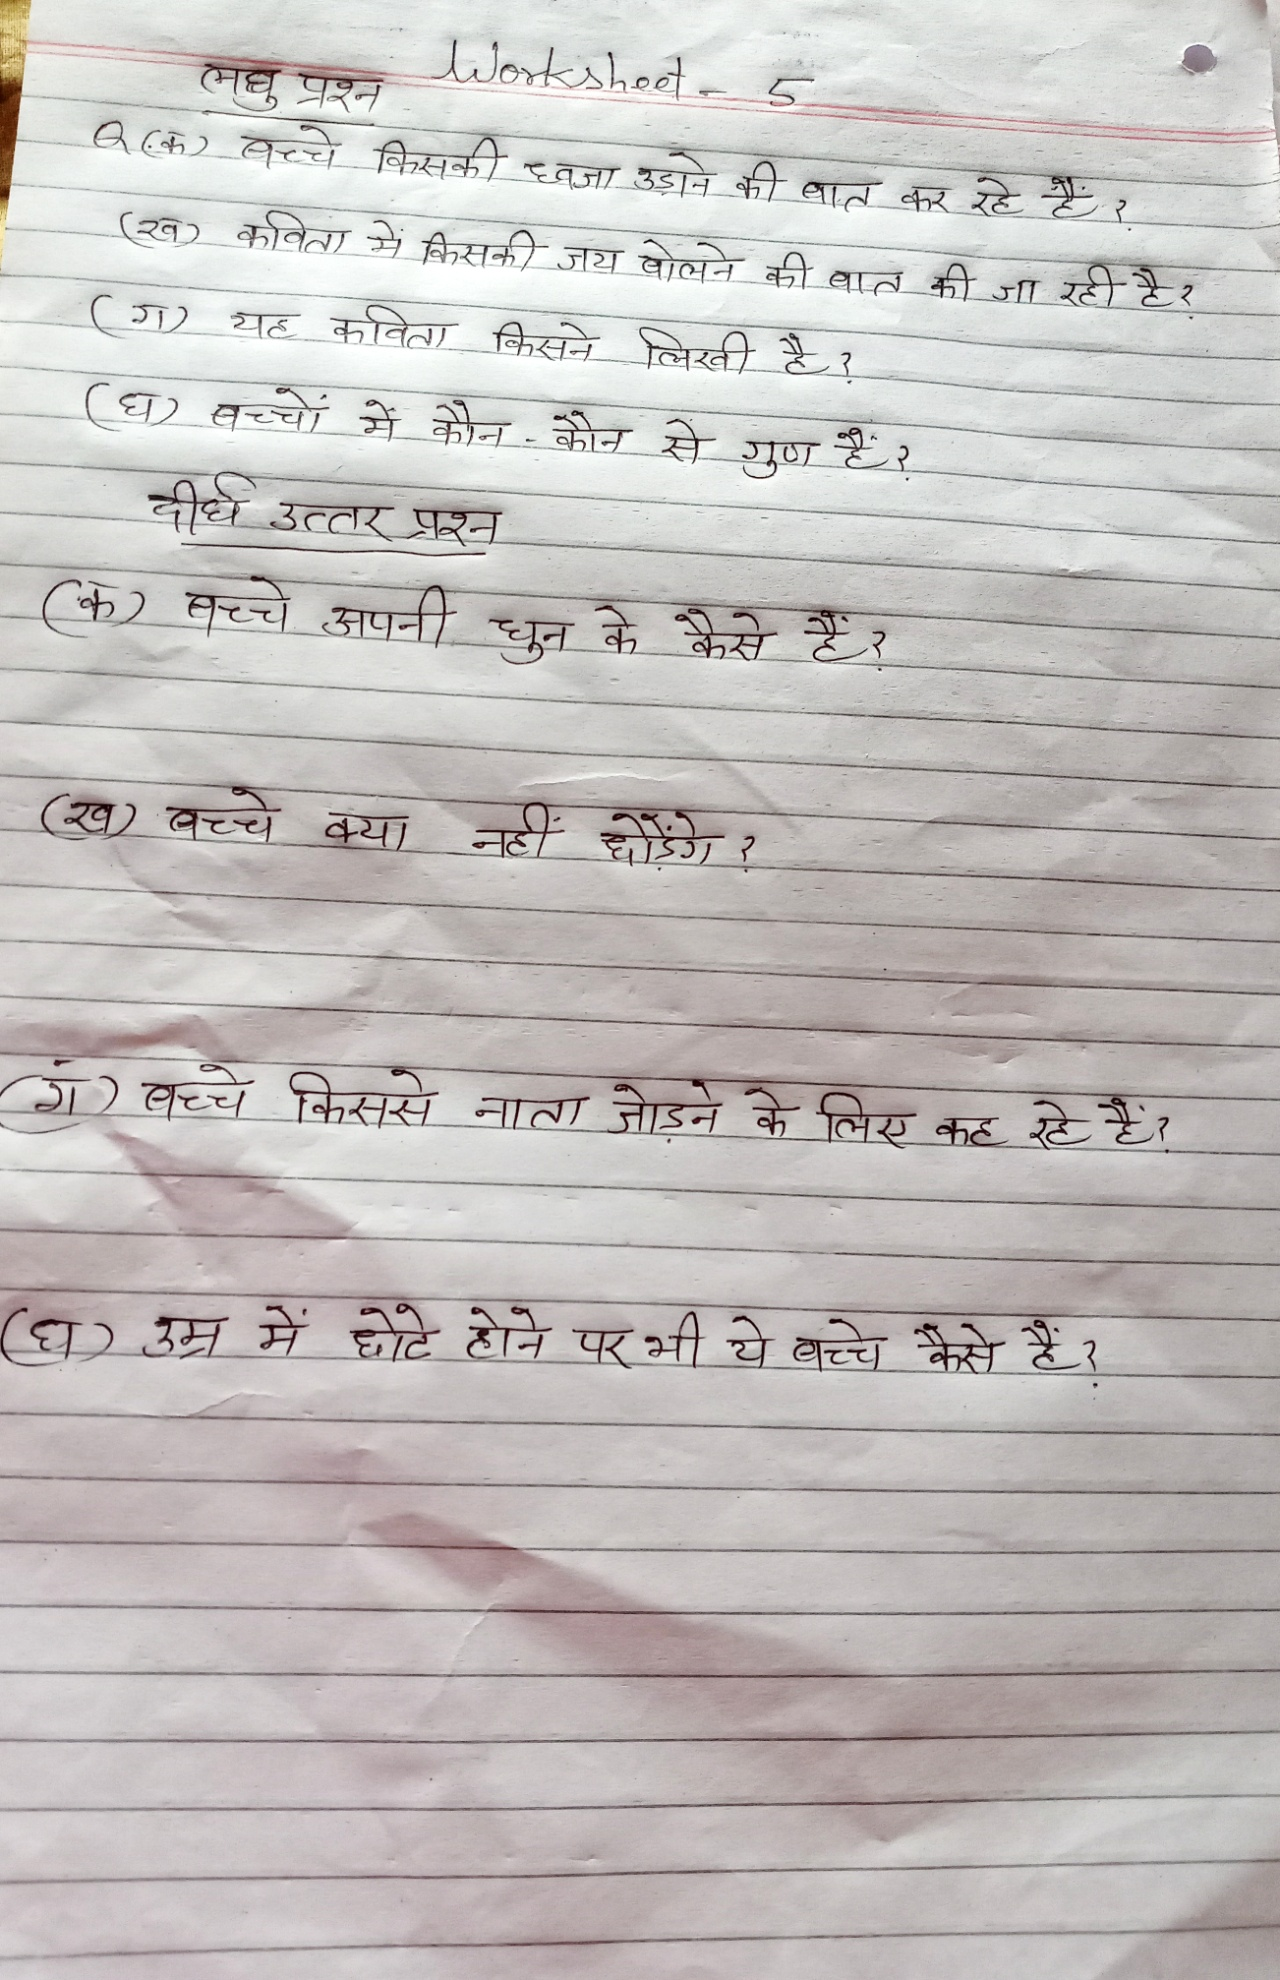 Worksheet - 5
लघु प्रश्न
Q (क) बच्चे किसकी ध्वजा उड़ाने की बात कर रहे हैं?
(ख) कविता में किसकी जय बोलने की बात की जा रही है?
(ग) यह कविता किसने लिखी है?
(घ) बच्चों में कौन-कौन से गुण हैं?
दीर्घ उत्तर प्रश्न
(क) बच्चे अपनी धुन के कैसे हैं?
(ख) बच्चे क्या नहीं छोड़ेंगे?
(ग) बच्चे किससे नाता जोड़ने के लिए कह रहे हैं?
(घ) उम्र में छोटे होने पर भी ये बच्चे कैसे हैं?